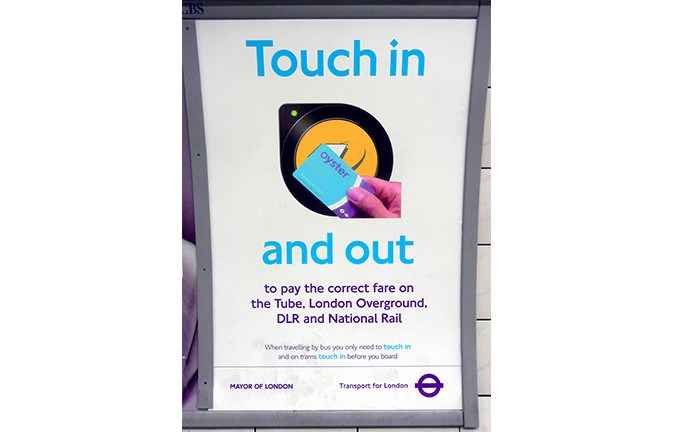 CBS
Touch in
oyster
and out
to pay the correct fare on
the Tube, London Overground,
DLR and National Rail
When travelling by bus you only need to touch in
and on trams touch in before you board
MAYOR OF LONDON
Transport for London